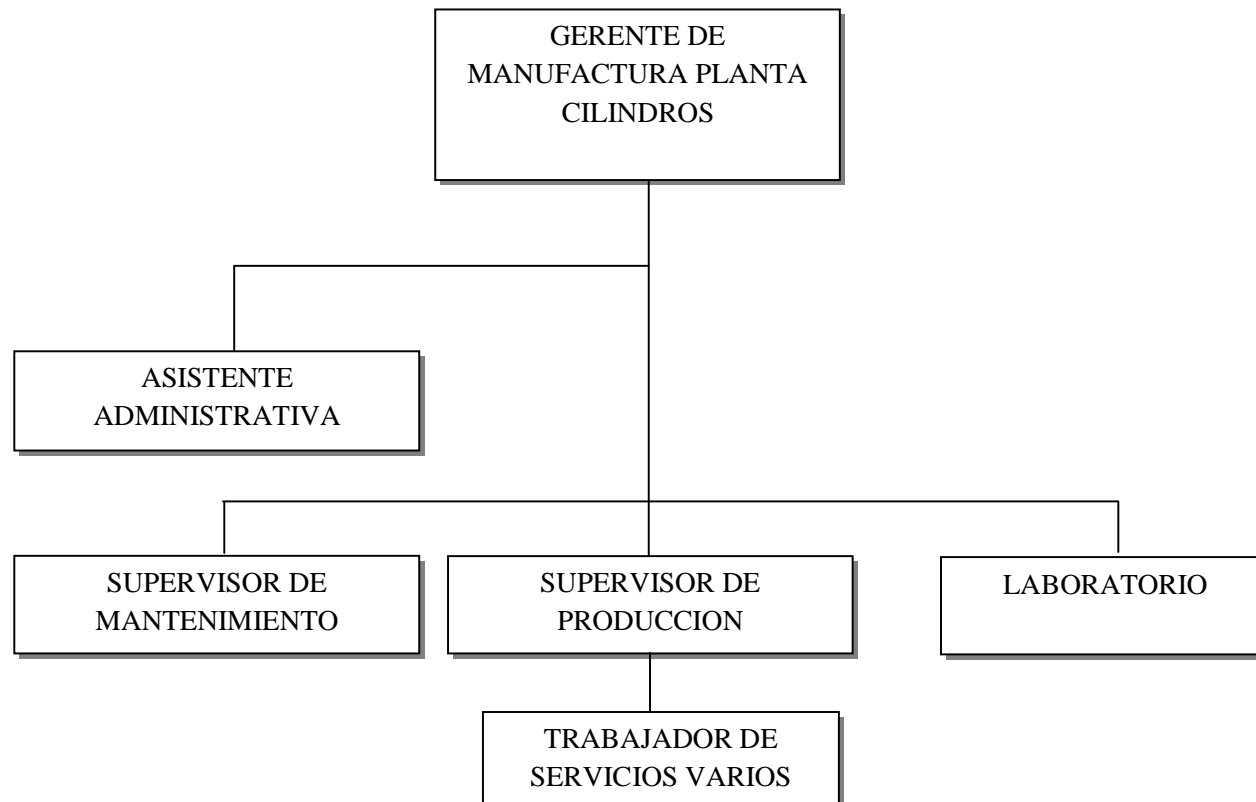 GERENTE DE
MANUFACTURA PLANTA
CILINDROS
ASISTENTE
ADMINISTRATIVA
SUPERVISOR DE
MANTENIMIENTO
SUPERVISOR DE
PRODUCCION
LABORATORIO
TRABAJADOR DE
SERVICIOS VARIOS